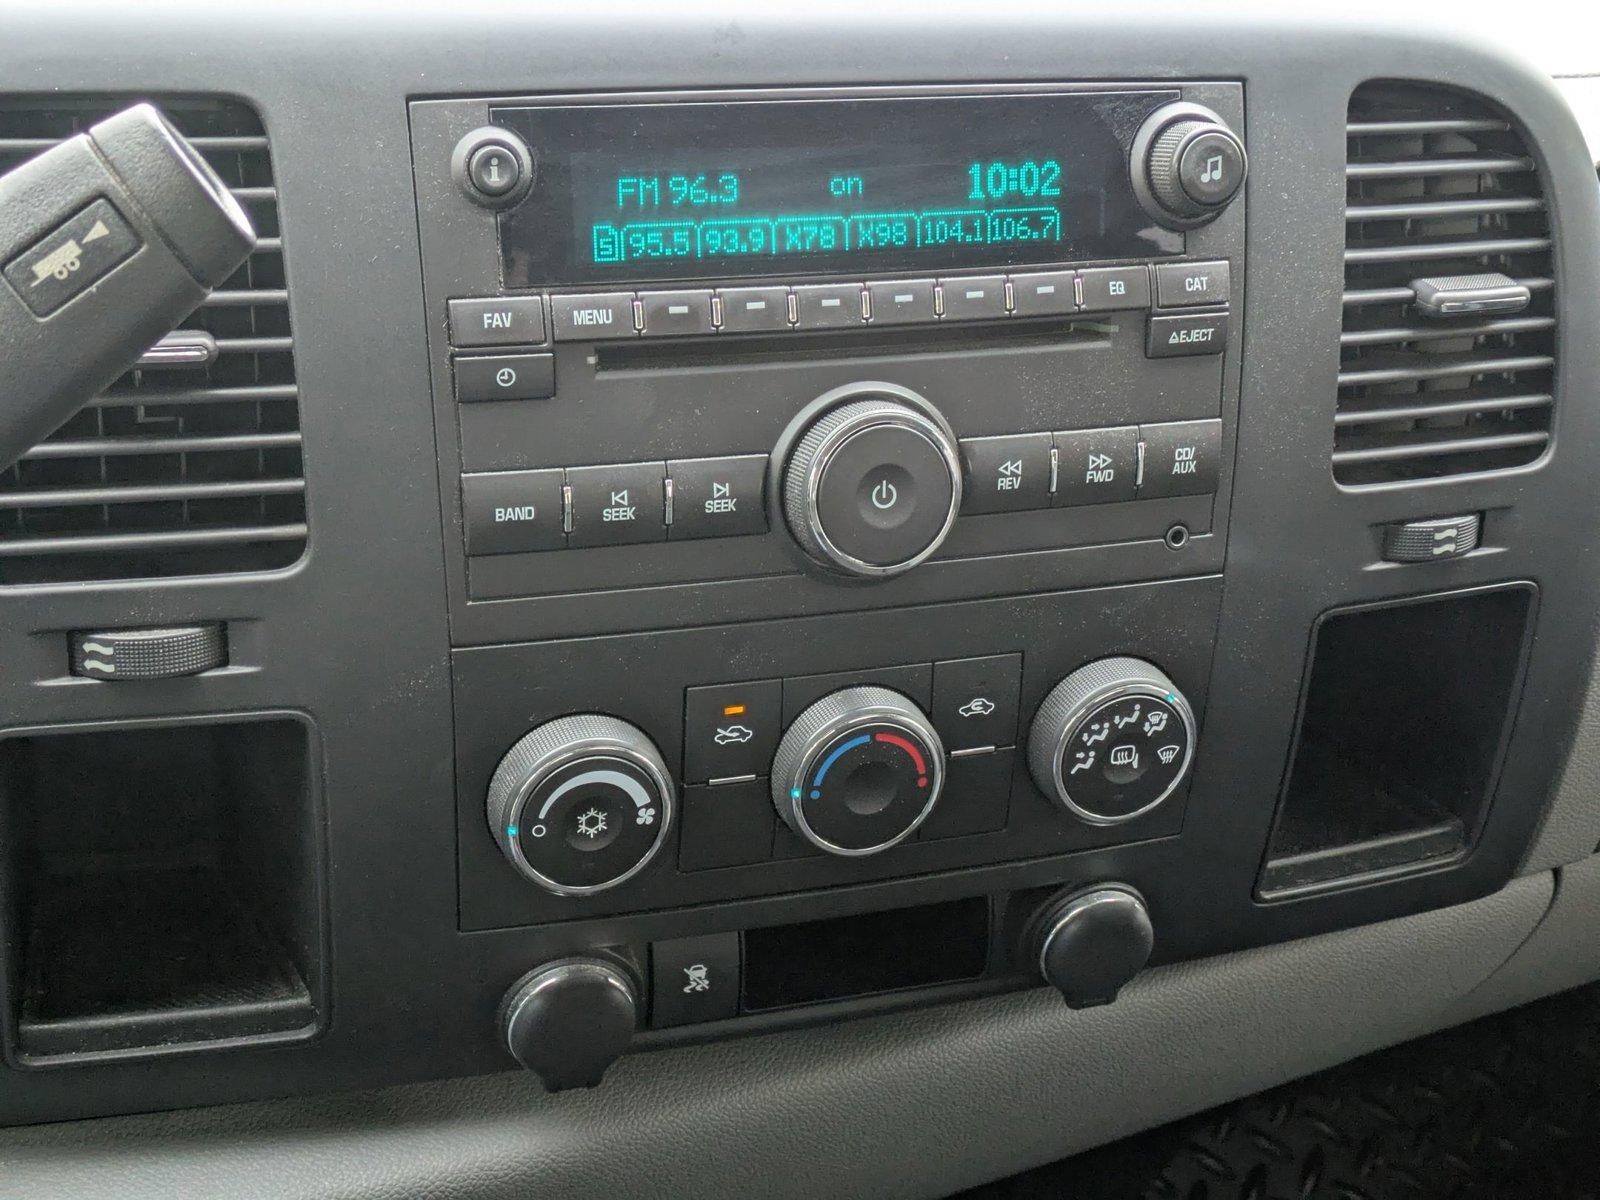 i
FM 96.3 on 10:02
5 95.5 93.9 X78 X98 104.1 106.7
FAV MENU EQ CAT
EJECT
BAND SEEK SEEK REV FWD CD/
AUX